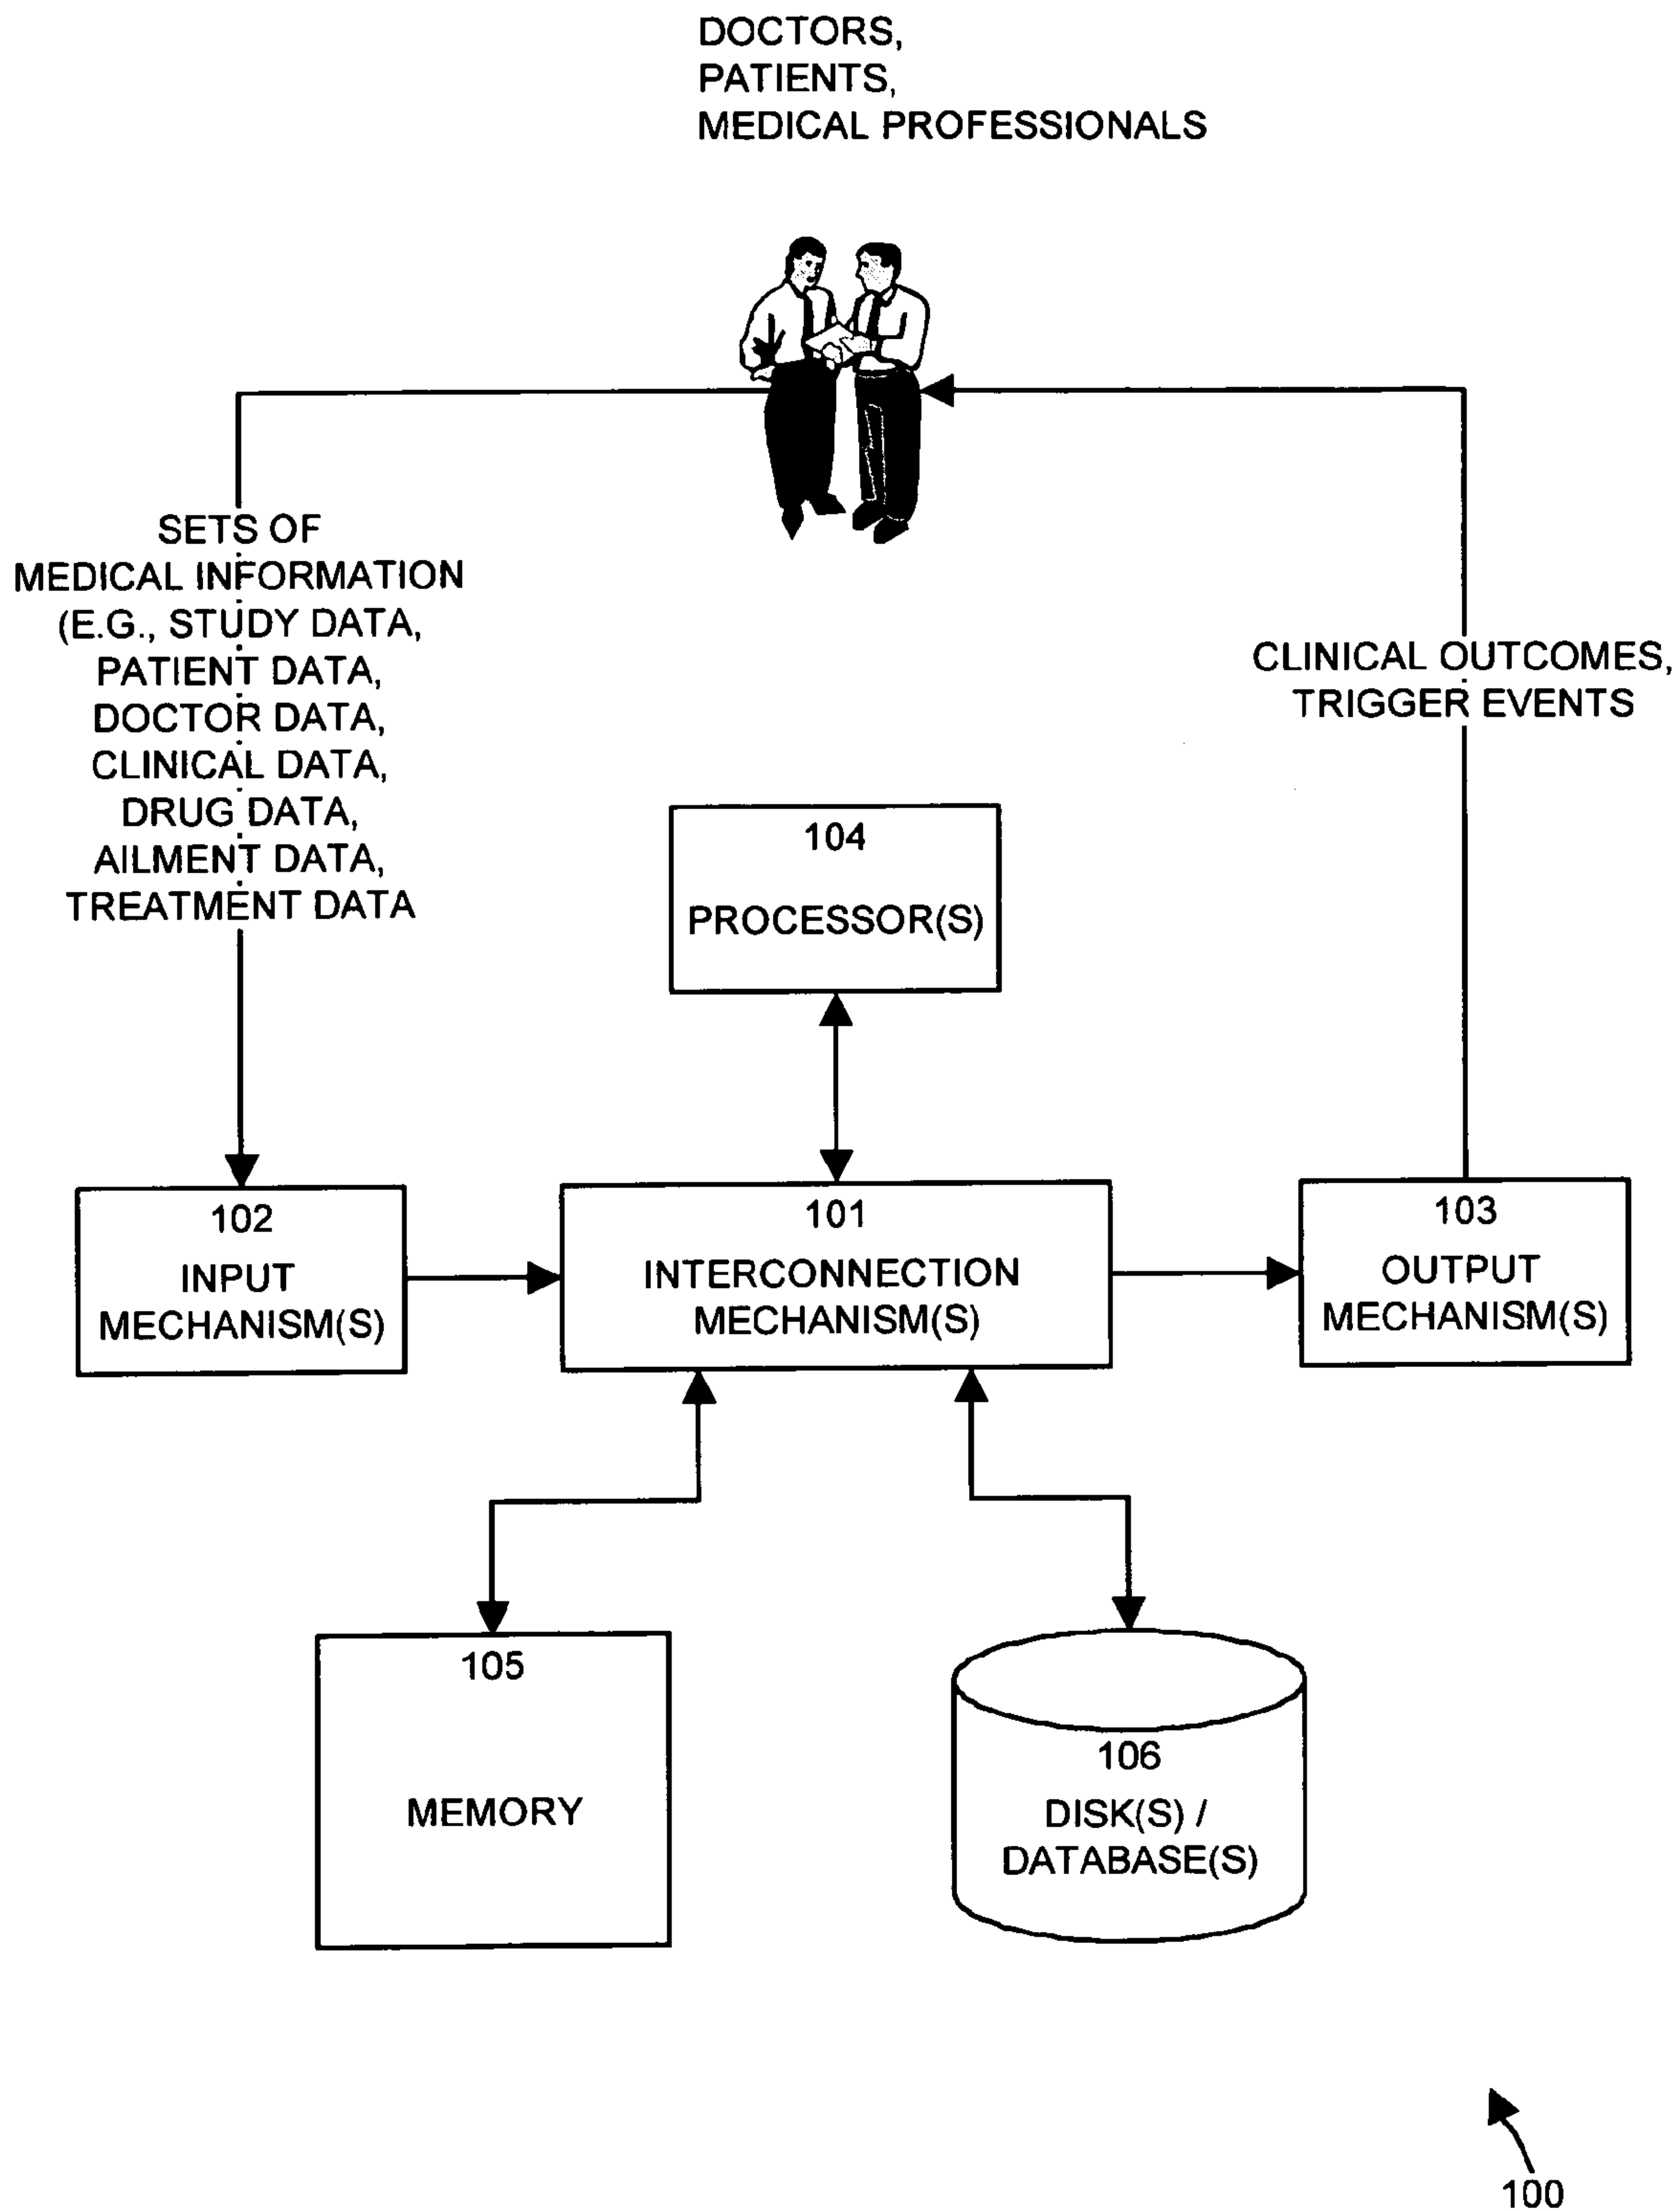 DOCTORS,
PATIENTS,
MEDICAL PROFESSIONALS
SETS OF
MEDICAL INFORMATION
(E.G., STUDY DATA,
PATIENT DATA,
DOCTOR DATA,
CLINICAL DATA,
DRUG DATA,
AILMENT DATA,
TREATMENT DATA
CLINICAL OUTCOMES,
TRIGGER EVENTS
104
PROCESSOR(S)
102
INPUT
MECHANISM(S)
101
INTERCONNECTION
MECHANISM(S)
103
OUTPUT
MECHANISM(S)
105
MEMORY
106
DISK(S) /
DATABASE(S)
100